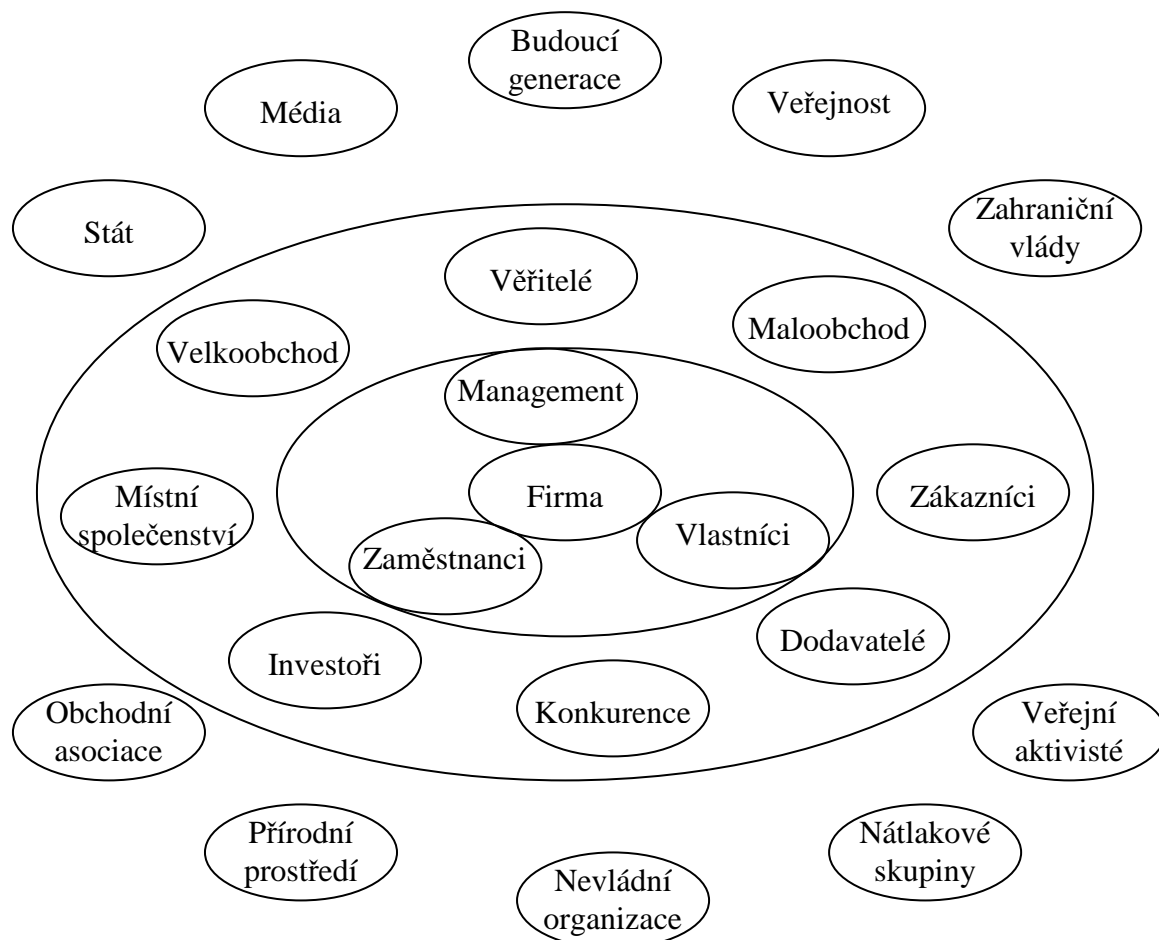 Budoucí
generace
Média
Veřejnost
Stát
Zahraniční
vlády
Věřitelé
Maloobchod
Velkoobchod
Management
Místní
společenství
Firma
Zákazníci
Vlastníci
Zaměstnanci
Dodavatelé
Investoři
Konkurence
Obchodní
asociace
Veřejní
aktivisté
Přírodní
prostředí
Nátlakové
skupiny
Nevládní
organizace